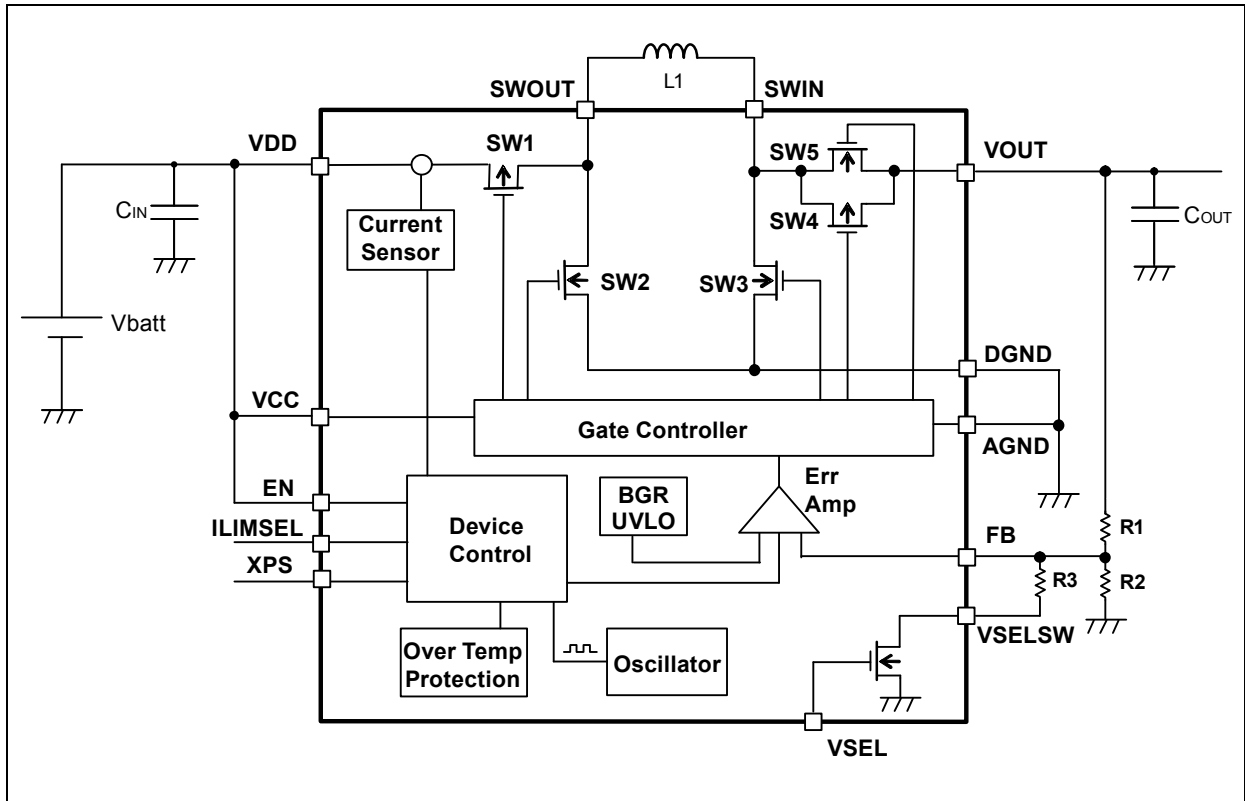 L1
SWOUT
SWIN
VDD
SW1
SW5
VOUT
SW4
CIN
COUT
Current
Sensor
SW2
SW3
Vbatt
DGND
VCC
Gate Controller
AGND
EN
BGR
UVLO
Err
Amp
ILIMSEL
Device
Control
FB
R1
XPS
R3
R2
VSELSW
Over Temp
Protection
Oscillator
VSEL